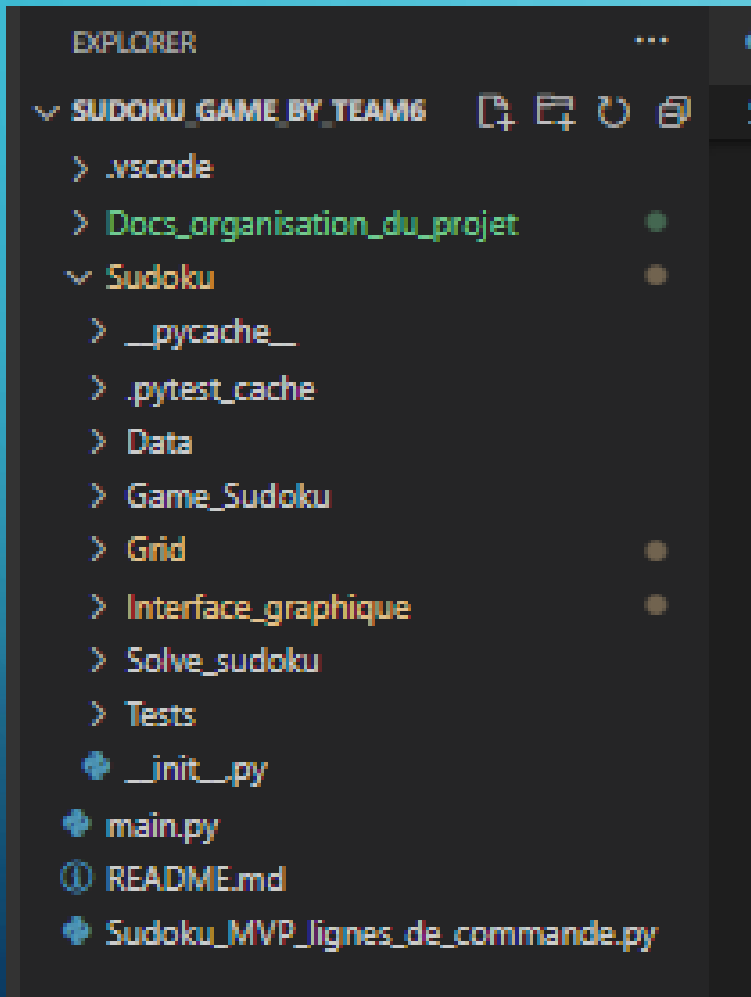 EXPLORER
SUDOKU_GAME_BY_TEAM6
.vscode
Docs_organisation_du_projet
Sudoku
__pycache__
.pytest_cache
Data
Game_Sudoku
Grid
Interface_graphique
Solve_sudoku
Tests
__init__.py
main.py
README.md
Sudoku_MVP_lignes_de_commande.py